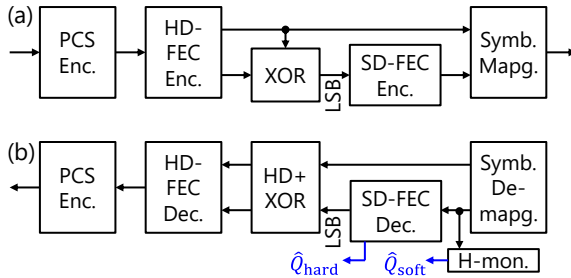 (a)
PCS
Enc.
HD-
FEC
Enc.
XOR
LSB
SD-FEC
Enc.
Symb.
Mapg.
(b)
PCS
Enc.
HD-
FEC
Dec.
HD+
XOR
LSB
SD-FEC
Dec.
Symb.
De-
mapg.
Q̂hard
Q̂soft
H-mon.